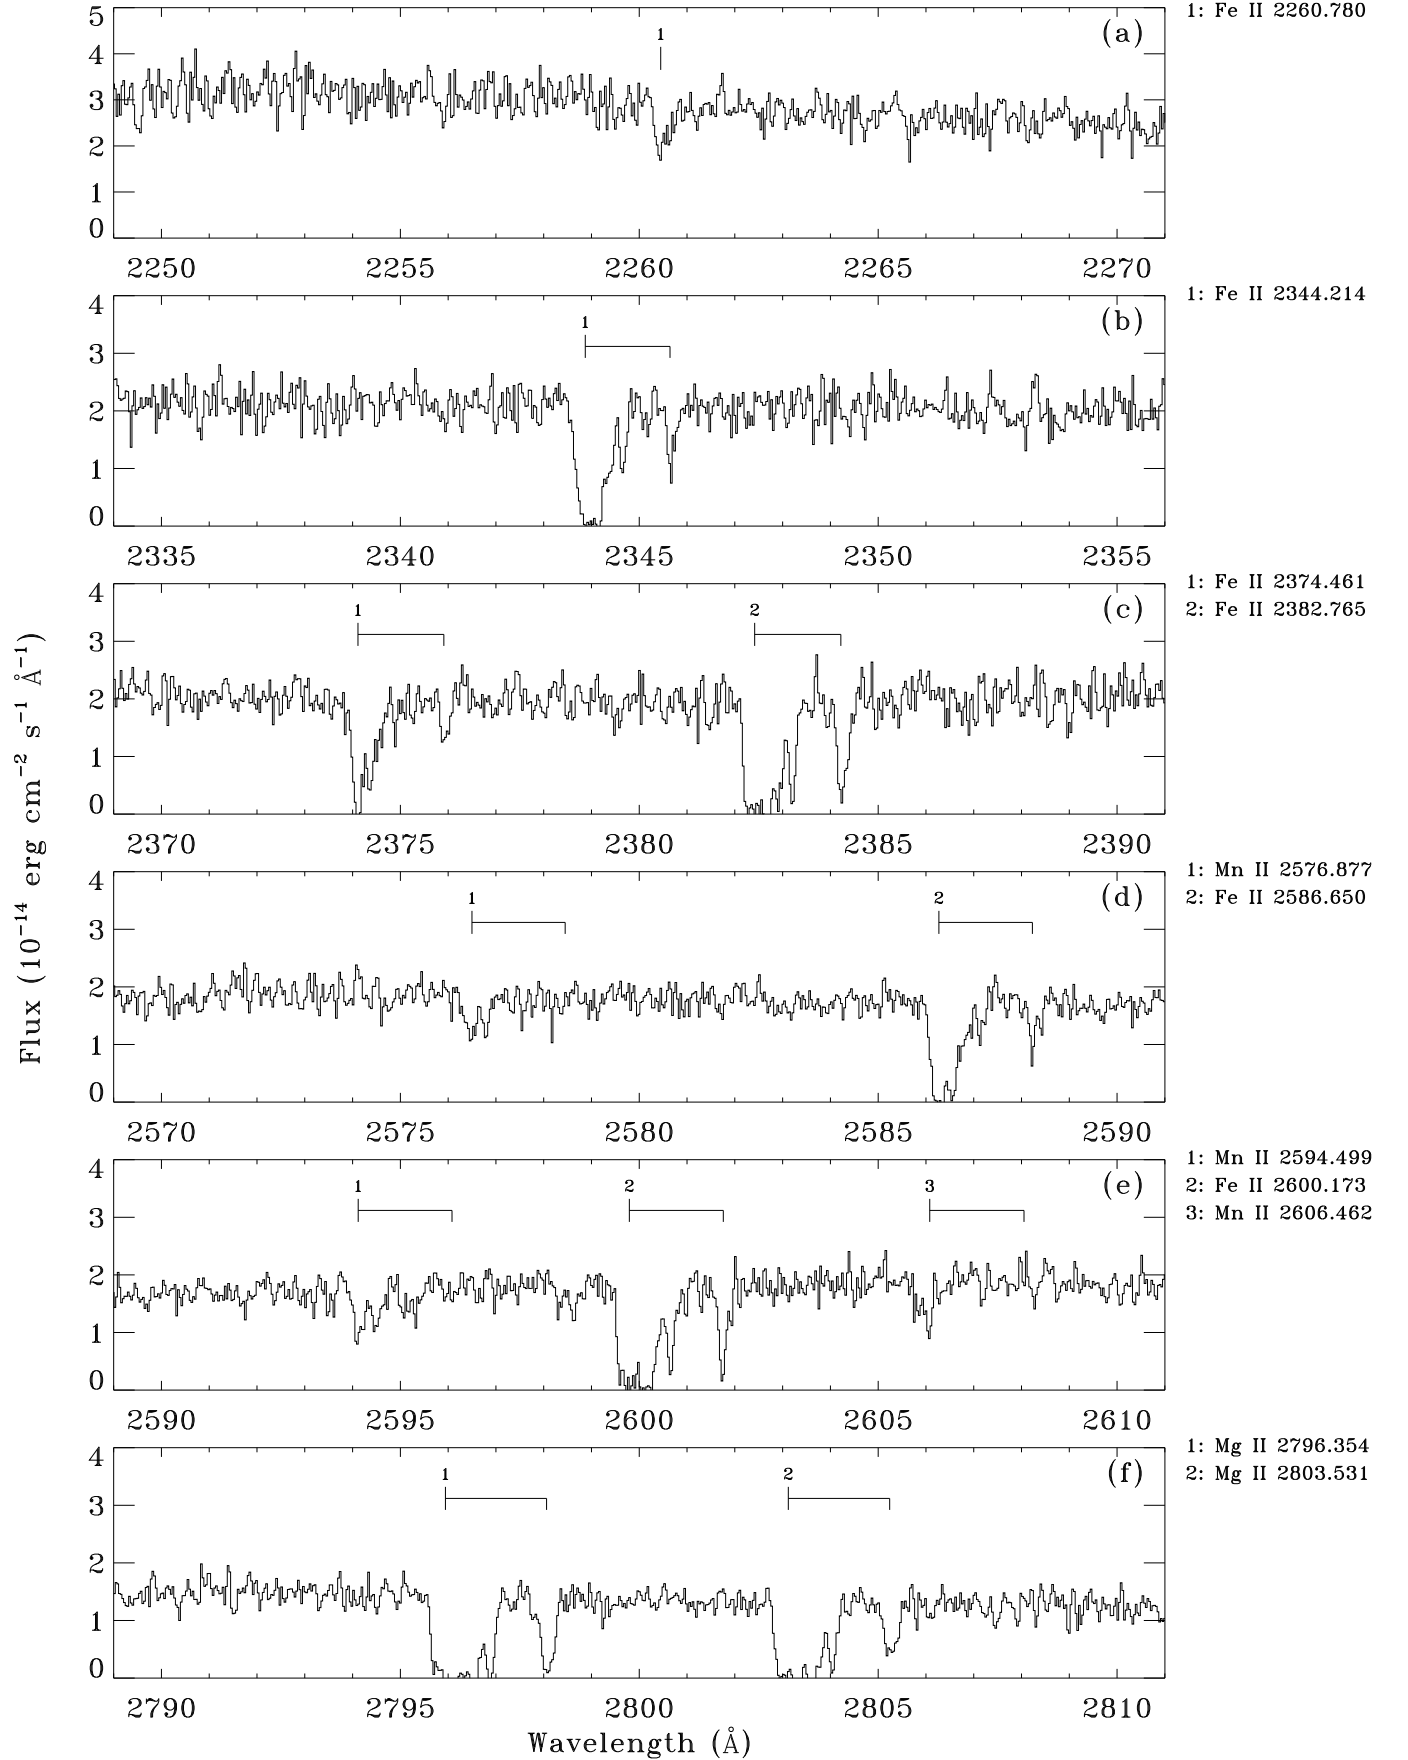 1: Fe II 2260.780
(a)
1
5
4
3
2
1
0
2250 2255 2260 2265 2270
1: Fe II 2344.214
(b)
1
4
3
2
1
0
2335 2340 2345 2350 2355
1: Fe II 2374.461
2: Fe II 2382.765
(c)
1 2
4
3
2
1
0
2370 2375 2380 2385 2390
1: Mn II 2576.877
2: Fe II 2586.650
(d)
1 2
4
3
2
1
0
2570 2575 2580 2585 2590
1: Mn II 2594.499
2: Fe II 2600.173
3: Mn II 2606.462
(e)
1 2 3
4
3
2
1
0
2590 2595 2600 2605 2610
1: Mg II 2796.354
2: Mg II 2803.531
(f)
1 2
4
3
2
1
0
2790 2795 2800 2805 2810
Wavelength (Å)
Flux (10⁻¹⁴ erg cm⁻² s⁻¹ Å⁻¹)